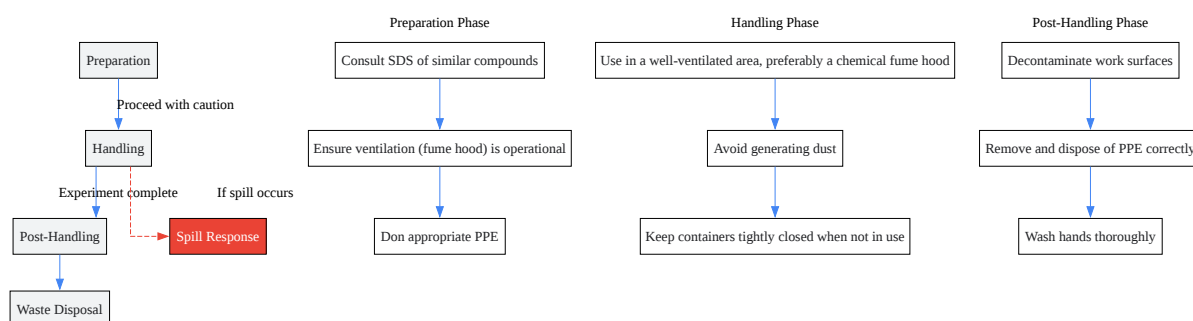 Preparation
Proceed with caution
Handling
Experiment complete
If spill occurs
Post-Handling
Spill Response
Waste Disposal
Preparation Phase
Consult SDS of similar compounds
Ensure ventilation (fume hood) is operational
Don appropriate PPE
Handling Phase
Use in a well-ventilated area, preferably a chemical fume hood
Avoid generating dust
Keep containers tightly closed when not in use
Post-Handling Phase
Decontaminate work surfaces
Remove and dispose of PPE correctly
Wash hands thoroughly